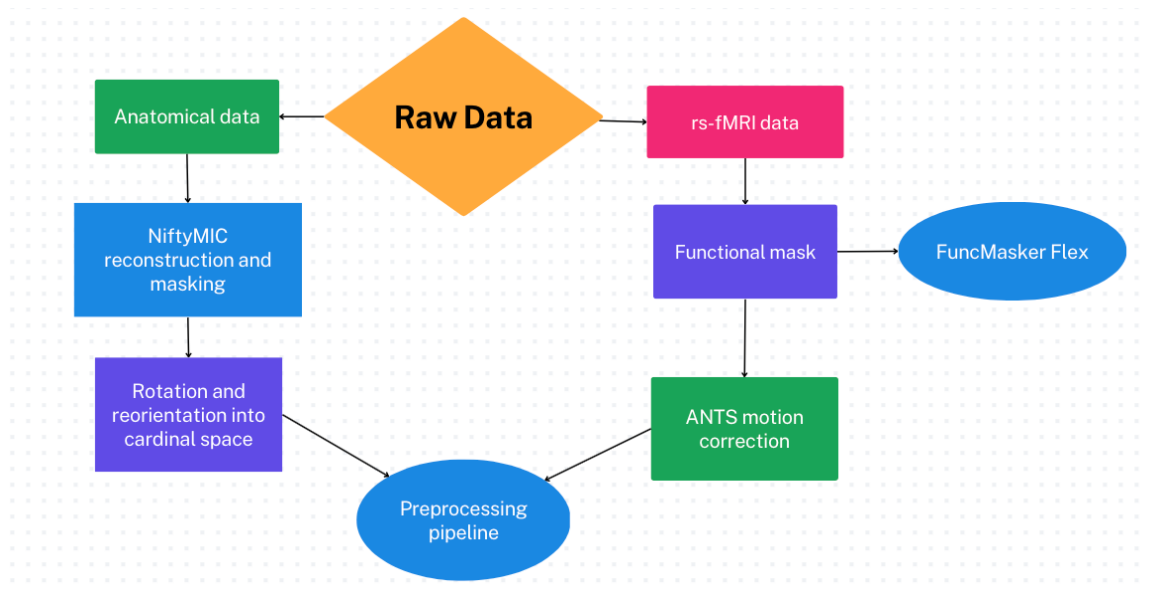 Raw Data
Anatomical data
rs-fMRI data
NiftyMIC
reconstruction and
masking
Functional mask
FuncMasker Flex
Rotation and
reorientation into
cardinal space
ANTS motion
correction
Preprocessing
pipeline